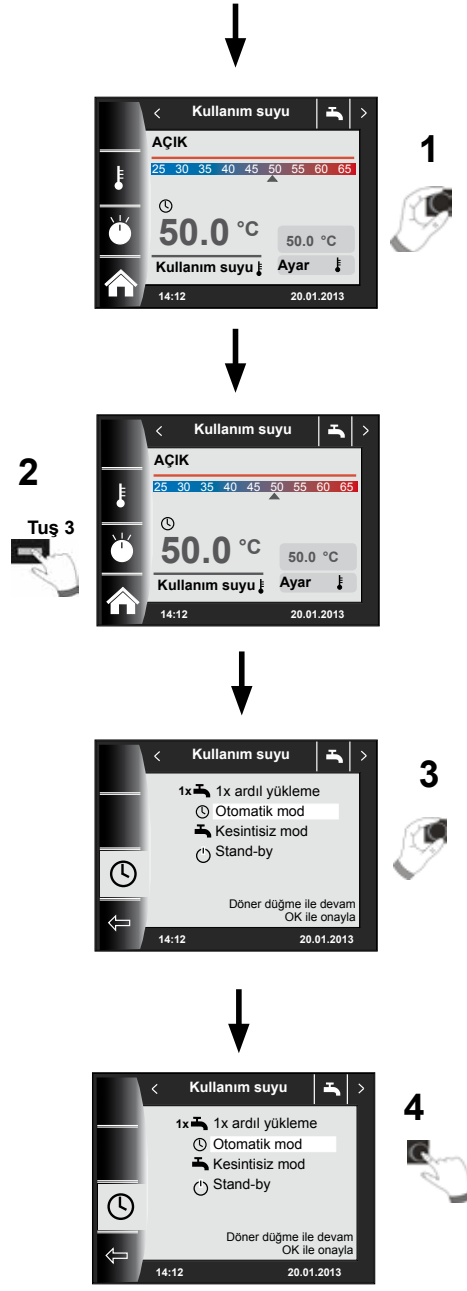 < Kullanım suyu >
AÇIK
25 30 35 40 45 50 55 60 65
50.0 °C
50.0 °C
Kullanım suyu
Ayar
14:12 20.01.2013
1
2
Tuş 3
< Kullanım suyu >
AÇIK
25 30 35 40 45 50 55 60 65
50.0 °C
50.0 °C
Kullanım suyu
Ayar
14:12 20.01.2013
< Kullanım suyu >
1x 1x ardıl yükleme
Otomatik mod
Kesintisiz mod
Stand-by
Döner düğme ile devam
OK ile onayla
14:12 20.01.2013
3
< Kullanım suyu >
1x 1x ardıl yükleme
Otomatik mod
Kesintisiz mod
Stand-by
Döner düğme ile devam
OK ile onayla
14:12 20.01.2013
4